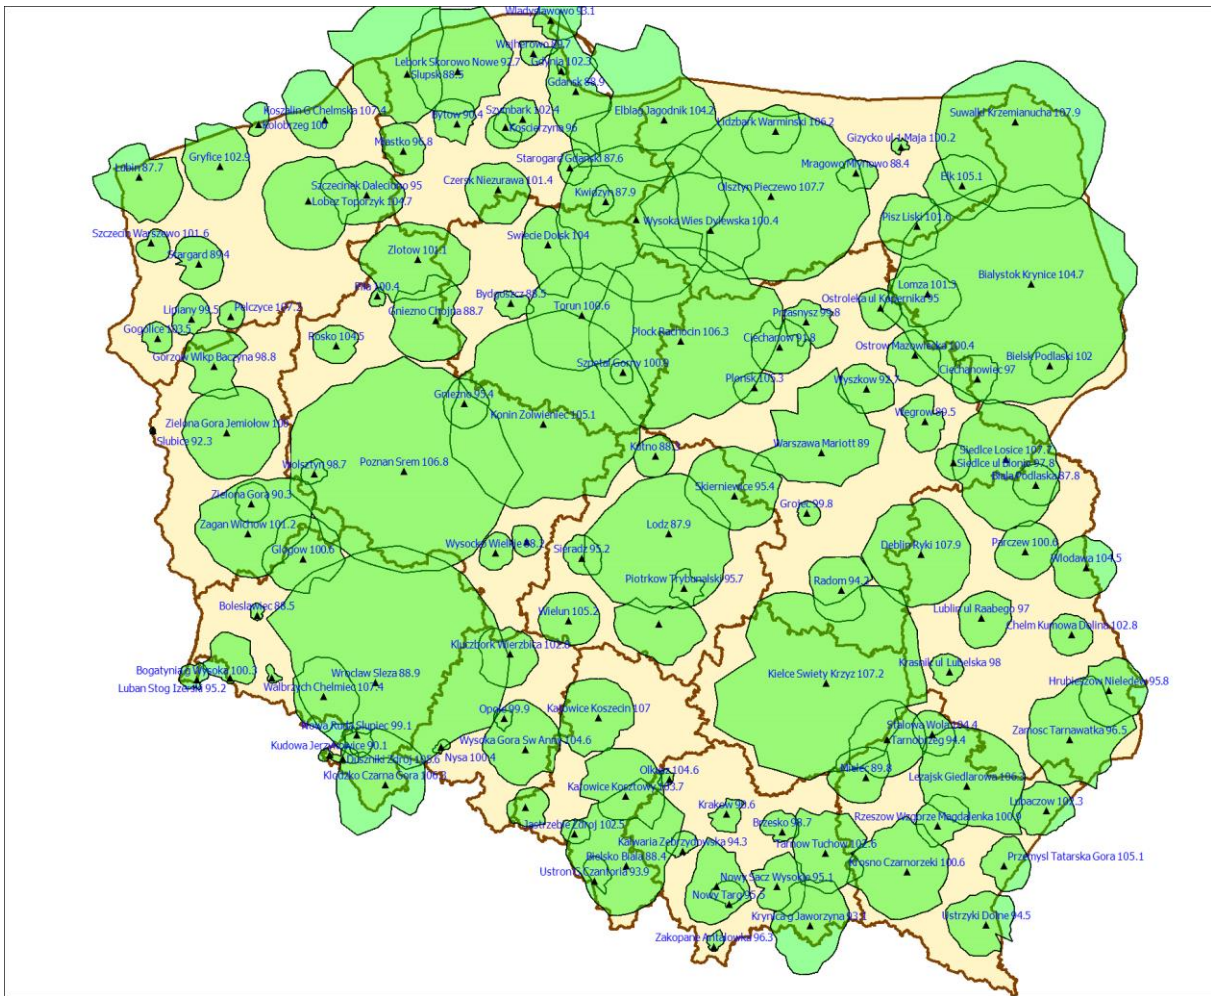 Wladyslawowo 93.1
Wejherowo 89.7
Gdynia 102.3
Lebork Skorowo Nowe 92.7
Slupsk 88.5
Gdansk 88.9
Koszalin G Chelmska 107.4
Kolobrzeg 100
Bytow 90.4
Szymbark 102.4
Koscierzyna 96
Elblag Jagodnik 104.2
Lidzbark Warminski 106.2
Suwalki Krzemianucha 107.9
Gizycko ul 1 Maja 100.2
Miastko 96.8
Gryfice 102.9
Lubin 87.7
Starogard Gdanski 87.6
Mragowo Mlynowo 88.4
Elk 105.1
Szczecinek Daleciono 95
Lobez Toporzyk 104.7
Czersk Niezurawa 101.4
Kwidzyn 87.9
Olsztyn Pieczewo 107.7
Pisz Liski 101.6
Wysoka Wies Dylewska 100.4
Szczecin Warszewo 101.6
Swiecie Dolsk 104
Zlotow 101.1
Stargard 89.4
Bialystok Krynice 104.7
Lomza 101.3
Pila 100.4
Ostroleka ul Kopernika 95
Bydgoszcz 88.5
Torun 100.6
Lipiany 99.5
Pelczyce 107.2
Gniezno Chojna 88.7
Przasnysz 99.8
Plock Rachocin 106.3
Gogolice 103.5
Rosko 104.5
Ciechanow 91.8
Ostrow Mazowiecka 100.4
Gorzow Wlkp Baczyna 98.8
Bielsk Podlaski 102
Szpetal Gorny 100.9
Ciechanowiec 97
Plonsk 105.3
Wyszkow 92.7
Gniezno 95.4
Wegrow 89.5
Zielona Gora Jemiolow 106
Konin Zolwieniec 105.1
Slubice 92.3
Kutno 88.3
Warszawa Mariott 89
Siedlce Losice 107.7
Siedlce ul Blonie 97.8
Wolsztyn 98.7
Poznan Srem 106.8
Biala Podlaska 87.8
Skierniewice 95.4
Zielona Gora 90.3
Grojec 99.8
Lodz 87.9
Zagan Wichow 101.2
Deblin Ryki 107.9
Glogow 100.6
Wysocko Wielkie 98.2
Sieradz 95.2
Parczew 100.6
Wlodawa 104.5
Piotrkow Trybunalski 95.7
Radom 94.2
Boleslawiec 88.5
Wielun 105.2
Lublin ul Raabego 97
Chelm Kumowa Dolina 102.8
Kluczbork Wierzbica 102.8
Bogatynia g Wysoka 100.3
Wroclaw Sleza 88.9
Kielce Swiety Krzyz 107.2
Krasnik ul Lubelska 98
Luban Stog Izerski 95.2
Walbrzych Chelmiec 107.4
Hrubieszow Nieledew 95.8
Opole 99.9
Katowice Koszecin 107
Nowa Ruda Slupiec 99.1
Stalowa Wola 94.4
Zamosc Tarnawatka 96.5
Kudowa Jerzykowice 90.1
Wysoka Gora Sw Anny 104.6
Tarnobrzeg 94.4
Duszniki Zdroj 105.6
Nysa 100.4
Olkusz 104.6
Mielec 89.8
Klodzko Czarna Gora 106.3
Katowice Kosztowy 103.7
Lezajsk Giedlarowa 106.3
Krakow 90.6
Lubaczow 102.3
Jastrzebie Zdroj 102.5
Brzesko 98.7
Rzeszow Wzgorze Magdalenka 100.9
Kalwaria Zebrzydowska 94.3
Tarnow Tuchow 102.6
Bielsko Biala 88.4
Krosno Czarnorzeki 100.6
Przemysl Tatarska Gora 105.1
Ustron G Czantoria 93.9
Nowy Sacz Wysokie 95.1
Nowy Targ 95.5
Krynica g Jaworzyna 93.1
Ustrzyki Dolne 94.5
Zakopane Antalowka 96.3